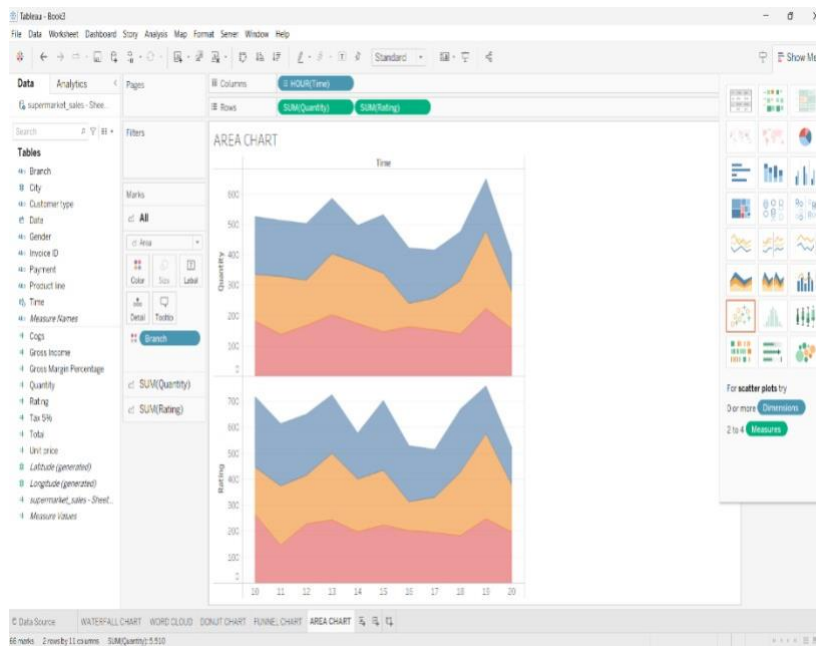 Tableau - Book3
File Data Worksheet Dashboard Story Analysis Map Format Server Window Help
Standard
Show Me
Data Analytics
supermarket_sales - Shee...
Search
Tables
Branch
City
Customer type
Date
Gender
Invoice ID
Payment
Product line
Time
Measure Names
Cogs
Gross Income
Gross Margin Percentage
Quantity
Rating
Tax 5%
Total
Unit price
Latitude (generated)
Longitude (generated)
supermarket_sales - Sheet...
Measure Values
Pages
Filters
Marks
All
Area
Color Size Label
Detail Tooltip
Branch
SUM(Quantity)
SUM(Rating)
Columns HOUR(Time)
Rows SUM(Quantity) SUM(Rating)
AREA CHART
Time
Quantity
600
500
400
300
200
100
0
Rating
700
600
500
400
300
200
100
0
10 11 12 13 14 15 16 17 18 19 20
For scatter plots try
0 or more Dimensions
2 to 4 Measures
Data Source WATERFALL CHART WORD CLOUD DONUT CHART FUNNEL CHART AREA CHART
66 marks 2 rows by 11 columns SUM(Quantity): 5,510